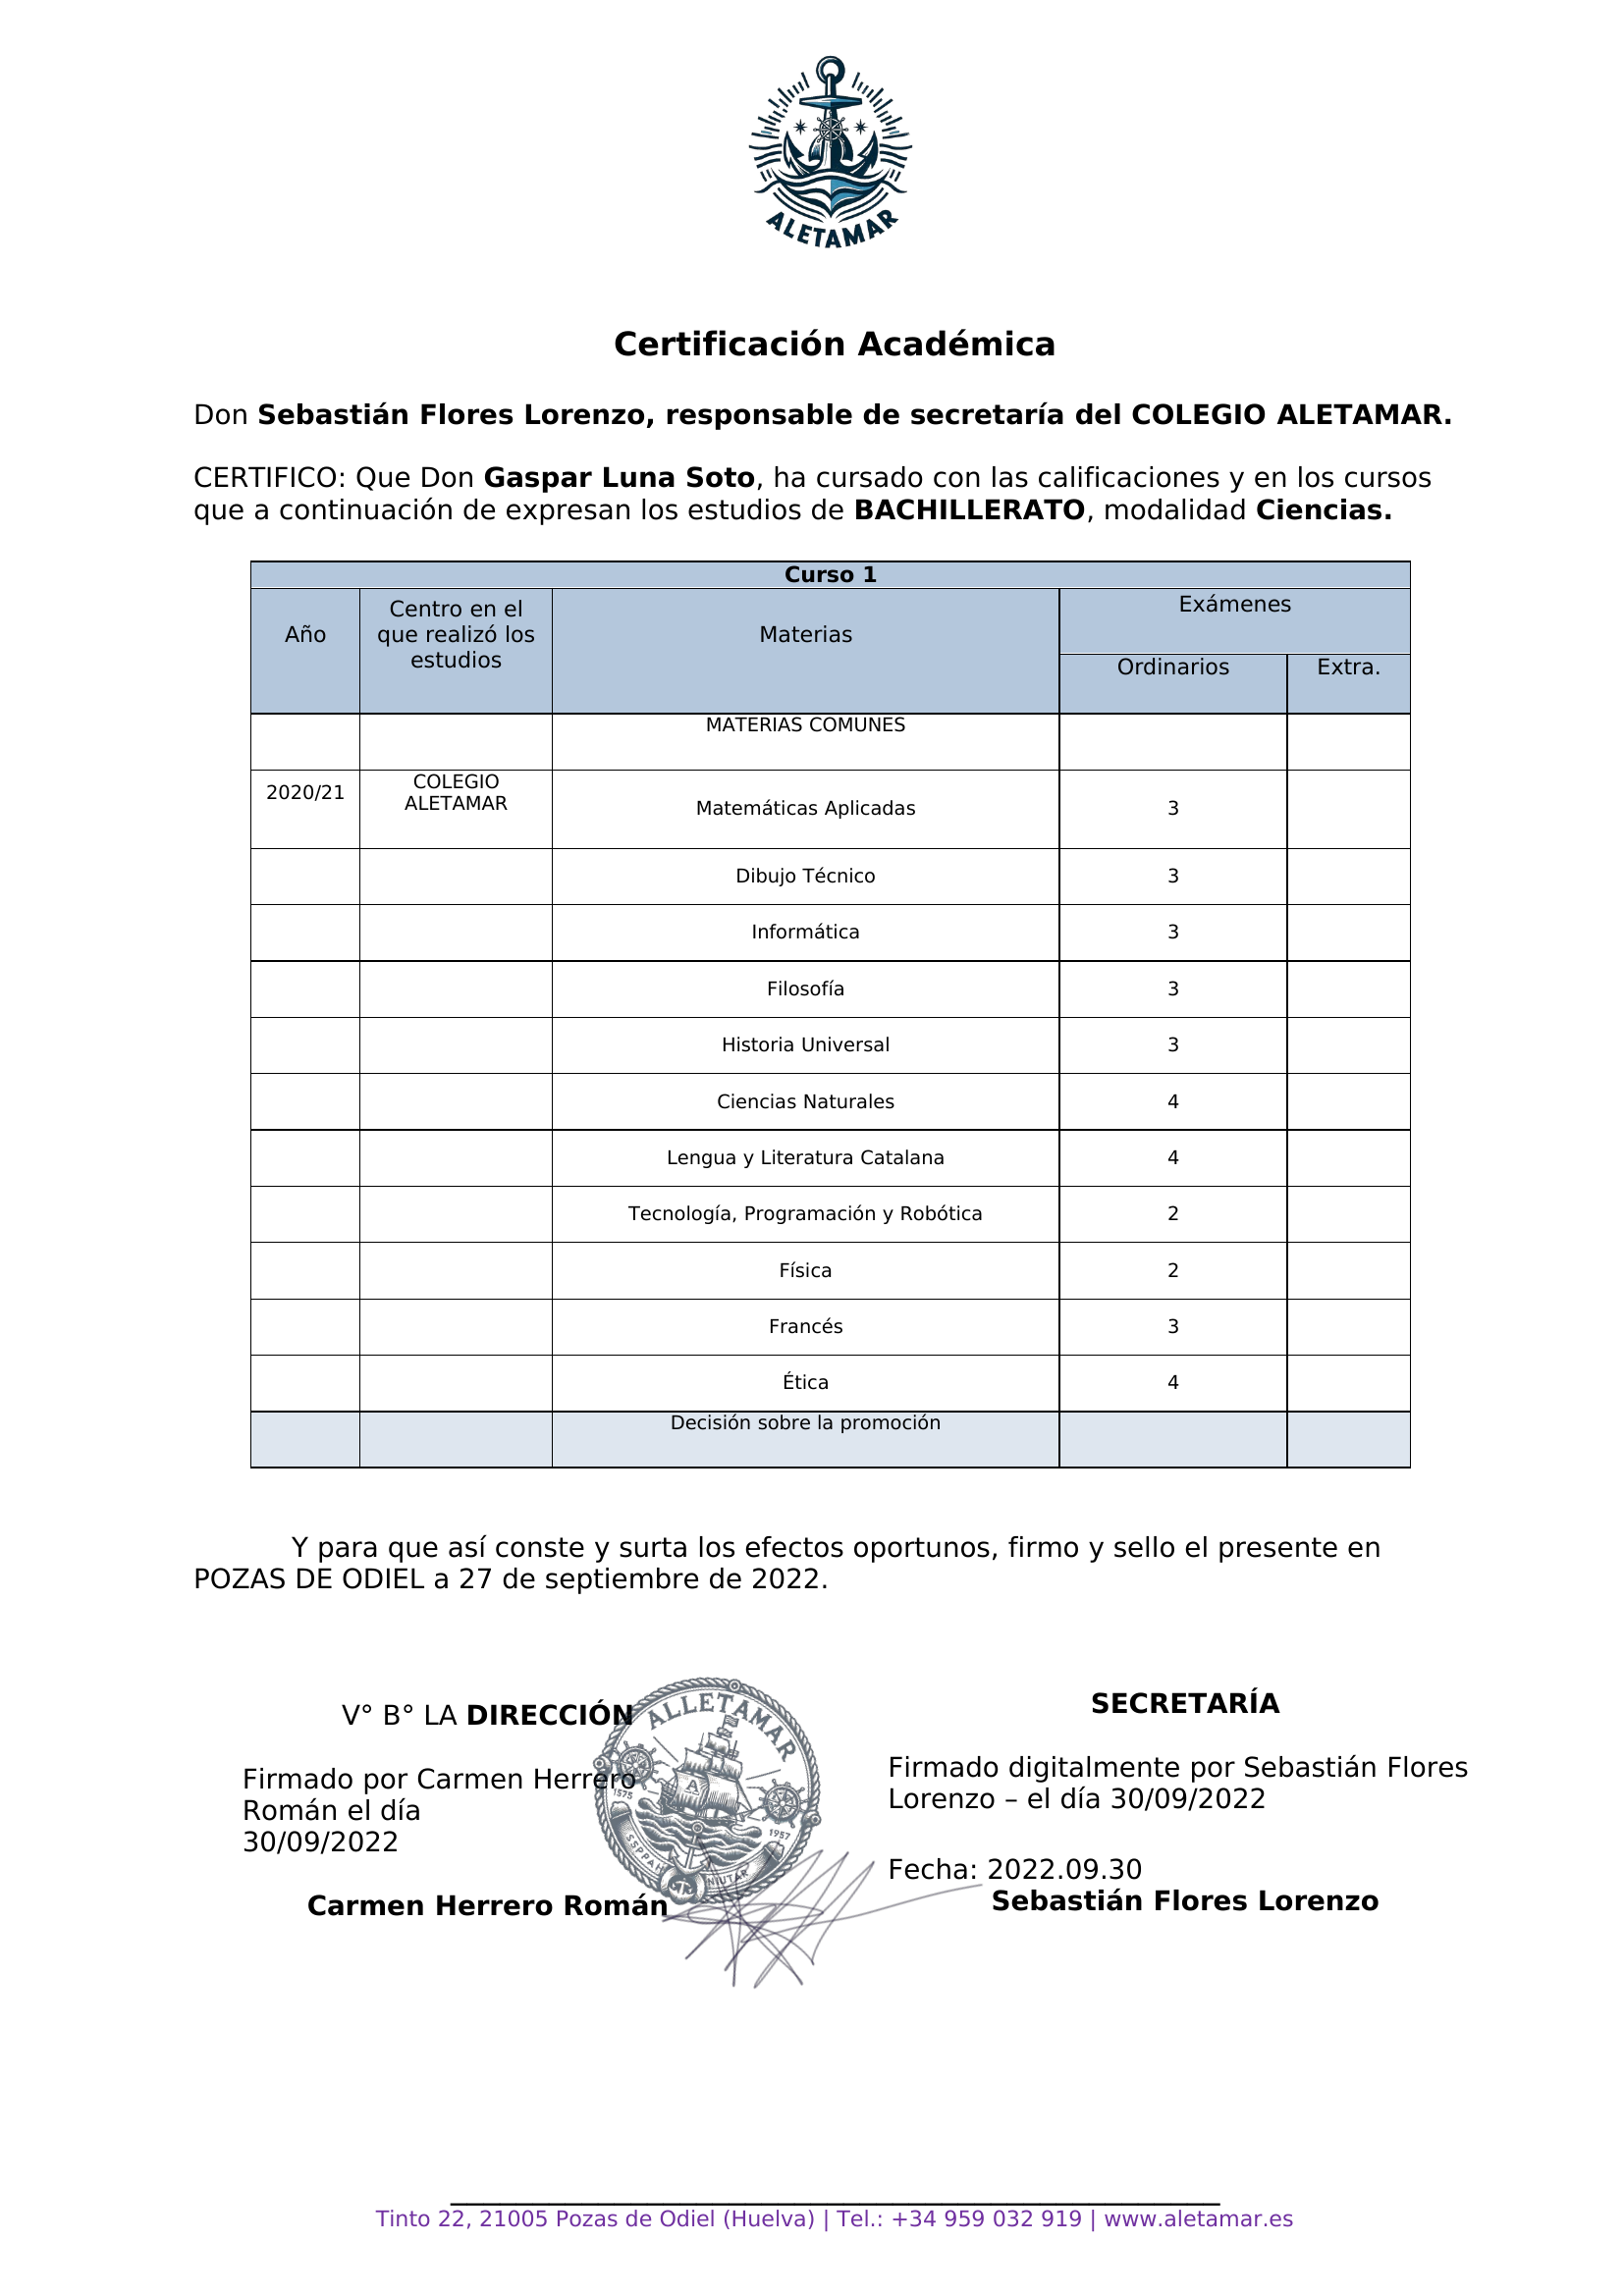 ALETAMAR
Certificación Académica
Don Sebastián Flores Lorenzo, responsable de secretaría del COLEGIO ALETAMAR.
CERTIFICO: Que Don Gaspar Luna Soto, ha cursado con las calificaciones y en los cursos
que a continuación de expresan los estudios de BACHILLERATO, modalidad Ciencias.
Curso 1
Año
Centro en el
que realizó los
estudios
Materias
Exámenes
Ordinarios
Extra.
MATERIAS COMUNES
2020/21
COLEGIO
ALETAMAR
Matemáticas Aplicadas 3
Dibujo Técnico 3
Informática 3
Filosofía 3
Historia Universal 3
Ciencias Naturales 4
Lengua y Literatura Catalana 4
Tecnología, Programación y Robótica 2
Física 2
Francés 3
Ética 4
Decisión sobre la promoción
Y para que así conste y surta los efectos oportunos, firmo y sello el presente en
POZAS DE ODIEL a 27 de septiembre de 2022.
V° B° LA DIRECCIÓN
Firmado por Carmen Herrero
Román el día
30/09/2022
Carmen Herrero Román
ALLETAMAR
A
1575
1957
SECRETARÍA
Firmado digitalmente por Sebastián Flores
Lorenzo – el día 30/09/2022
Fecha: 2022.09.30
Sebastián Flores Lorenzo
Tinto 22, 21005 Pozas de Odiel (Huelva) | Tel.: +34 959 032 919 | www.aletamar.es